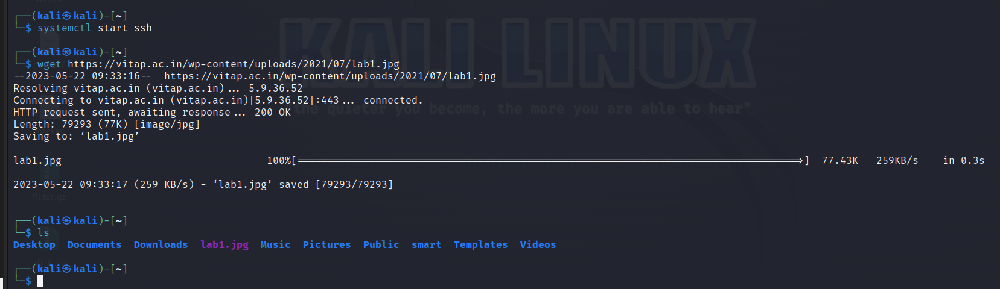 ┌──(kali㉿kali)-[~]
└─$ systemctl start ssh
KALI LINUX
┌──(kali㉿kali)-[~]
└─$ wget https://vitap.ac.in/wp-content/uploads/2021/07/lab1.jpg
--2023-05-22 09:33:16--  https://vitap.ac.in/wp-content/uploads/2021/07/lab1.jpg
Resolving vitap.ac.in (vitap.ac.in)... 5.9.36.52
Connecting to vitap.ac.in (vitap.ac.in)|5.9.36.52|:443... connected.
HTTP request sent, awaiting response... 200 OK
"the quieter you become, the more you are able to hear"
Length: 79293 (77K) [image/jpg]
Saving to: ‘lab1.jpg’
lab1.jpg 100%[===================>] 77.43K 259KB/s in 0.3s
2023-05-22 09:33:17 (259 KB/s) - ‘lab1.jpg’ saved [79293/79293]
fil.tar.gz
┌──(kali㉿kali)-[~]
└─$ ls
Desktop Documents Downloads lab1.jpg Music Pictures Public smart Templates Videos
┌──(kali㉿kali)-[~]
└─$